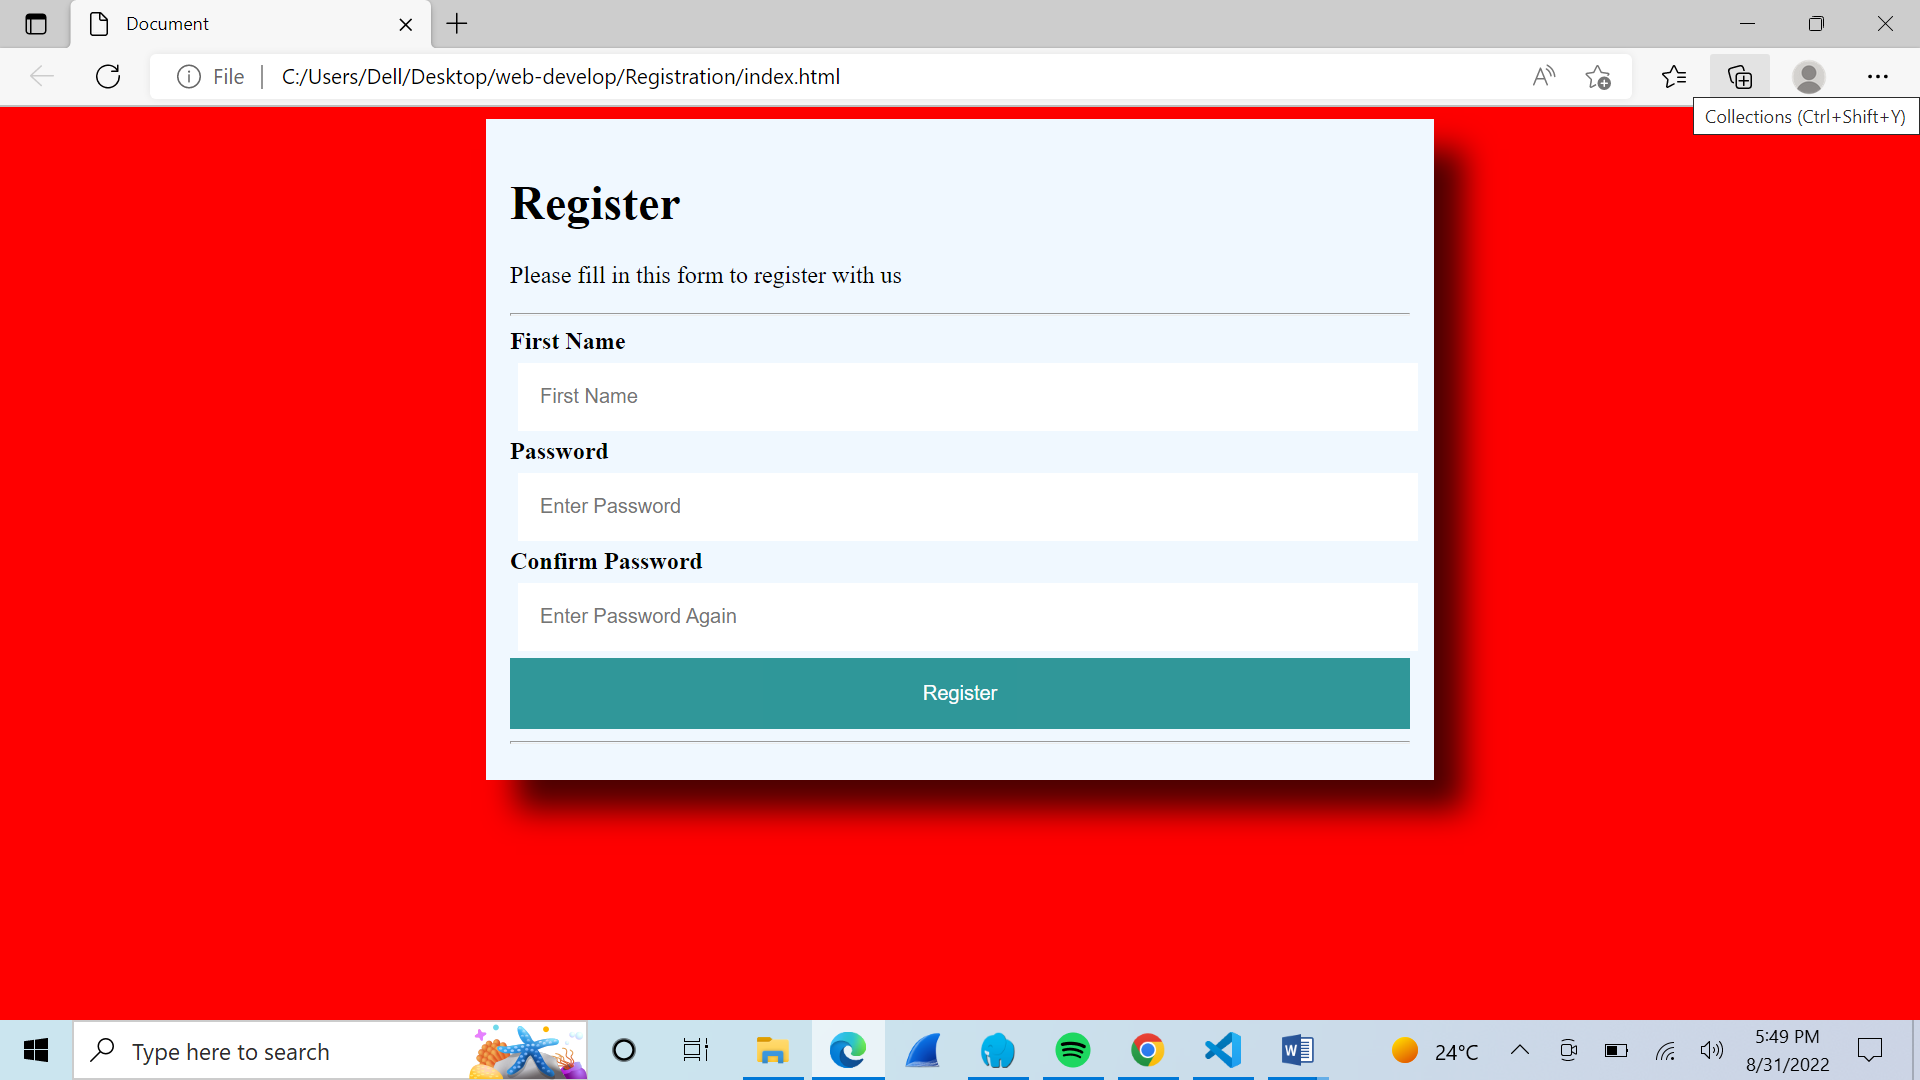 Document
File
C:/Users/Dell/Desktop/web-develop/Registration/index.html
Collections (Ctrl+Shift+Y)
Register
Please fill in this form to register with us
First Name
First Name
Password
Enter Password
Confirm Password
Enter Password Again
Register
Type here to search
24°C
5:49 PM
8/31/2022